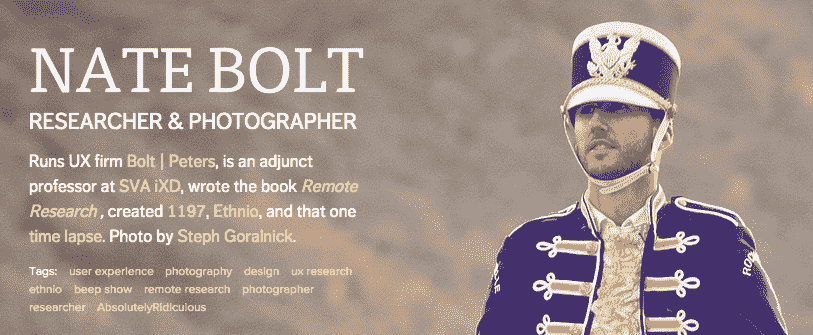 NATE BOLT
RESEARCHER & PHOTOGRAPHER
Runs UX firm Bolt | Peters, is an adjunct
professor at SVA iXD, wrote the book Remote
Research , created 1197, Ethnio, and that one
time lapse. Photo by Steph Goralnick.
Tags: user experience photography design ux research
ethnio beep show remote research photographer
researcher AbsolutelyRidiculous